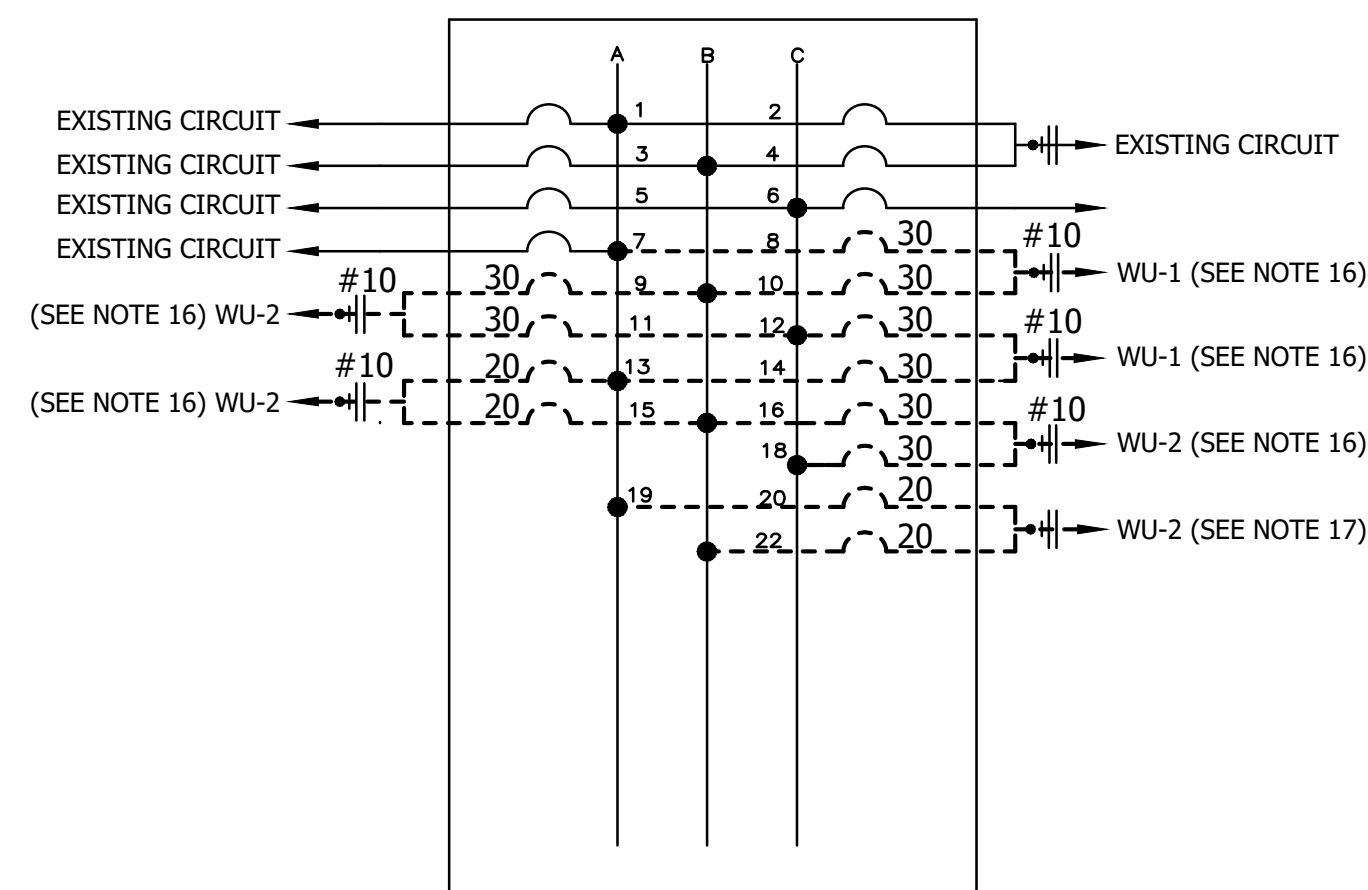 A B C
EXISTING CIRCUIT 1 2
EXISTING CIRCUIT
EXISTING CIRCUIT 3 4
EXISTING CIRCUIT 5 6
EXISTING CIRCUIT 7 8 30 #10
#10 30 9 10 30 WU-1 (SEE NOTE 16)
(SEE NOTE 16) WU-2
30 11 12 30 #10
#10 20 13 14 30 WU-1 (SEE NOTE 16)
(SEE NOTE 16) WU-2
20 15 16 30 #10
18 30 WU-2 (SEE NOTE 16)
19 20 20
22 20 WU-2 (SEE NOTE 17)